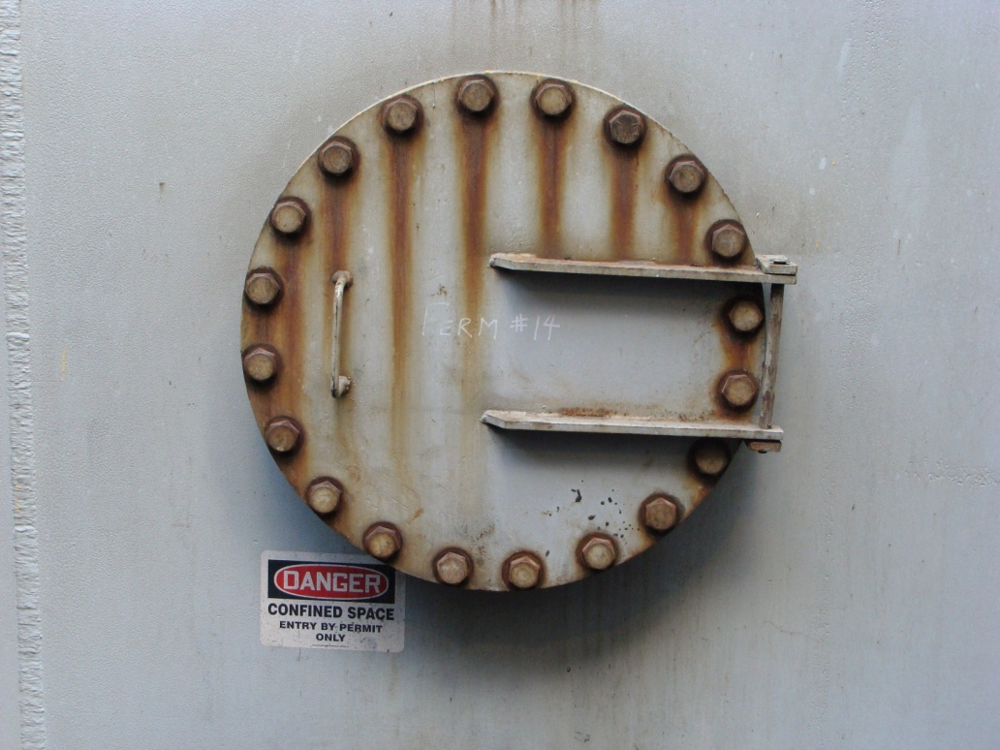 FERM #14
DANGER
CONFINED SPACE
ENTRY BY PERMIT
ONLY